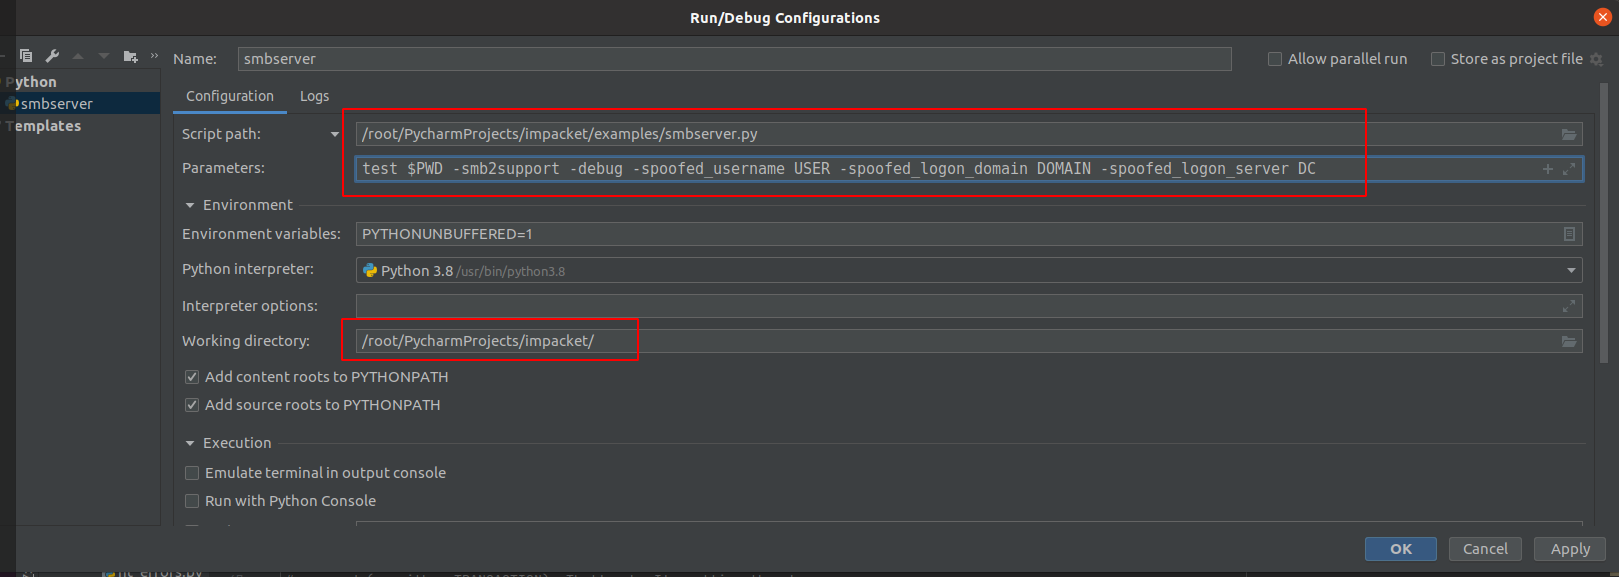 Run/Debug Configurations
»
Name: smbserver
Allow parallel run
Store as project file
Python
smbserver
Templates
Configuration Logs
Script path: /root/PycharmProjects/impacket/examples/smbserver.py
Parameters: test $PWD -smb2support -debug -spoofed_username USER -spoofed_logon_domain DOMAIN -spoofed_logon_server DC
Environment
Environment variables: PYTHONUNBUFFERED=1
Python interpreter: Python 3.8 /usr/bin/python3.8
Interpreter options:
Working directory: /root/PycharmProjects/impacket/
Add content roots to PYTHONPATH
Add source roots to PYTHONPATH
Execution
Emulate terminal in output console
Run with Python Console
OK Cancel Apply